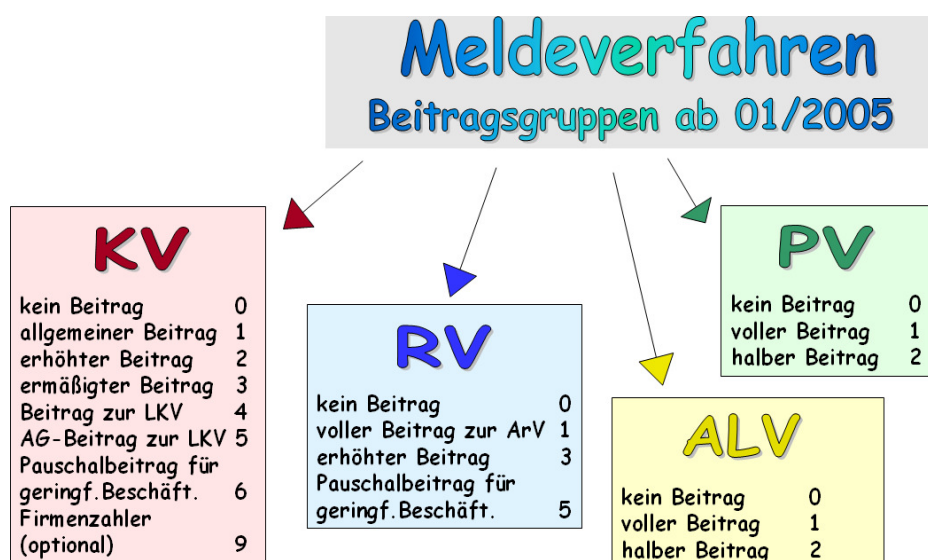 Meldeverfahren
Beitragsgruppen ab 01/2005
KV
kein Beitrag 0
allgemeiner Beitrag 1
erhöhter Beitrag 2
ermäßigter Beitrag 3
Beitrag zur LKV 4
AG-Beitrag zur LKV 5
Pauschalbeitrag für
geringf.Beschäft. 6
Firmenzahler
(optional) 9
RV
kein Beitrag 0
voller Beitrag zur ArV 1
erhöhter Beitrag 3
Pauschalbeitrag für
geringf.Beschäft. 5
ALV
kein Beitrag 0
voller Beitrag 1
halber Beitrag 2
PV
kein Beitrag 0
voller Beitrag 1
halber Beitrag 2